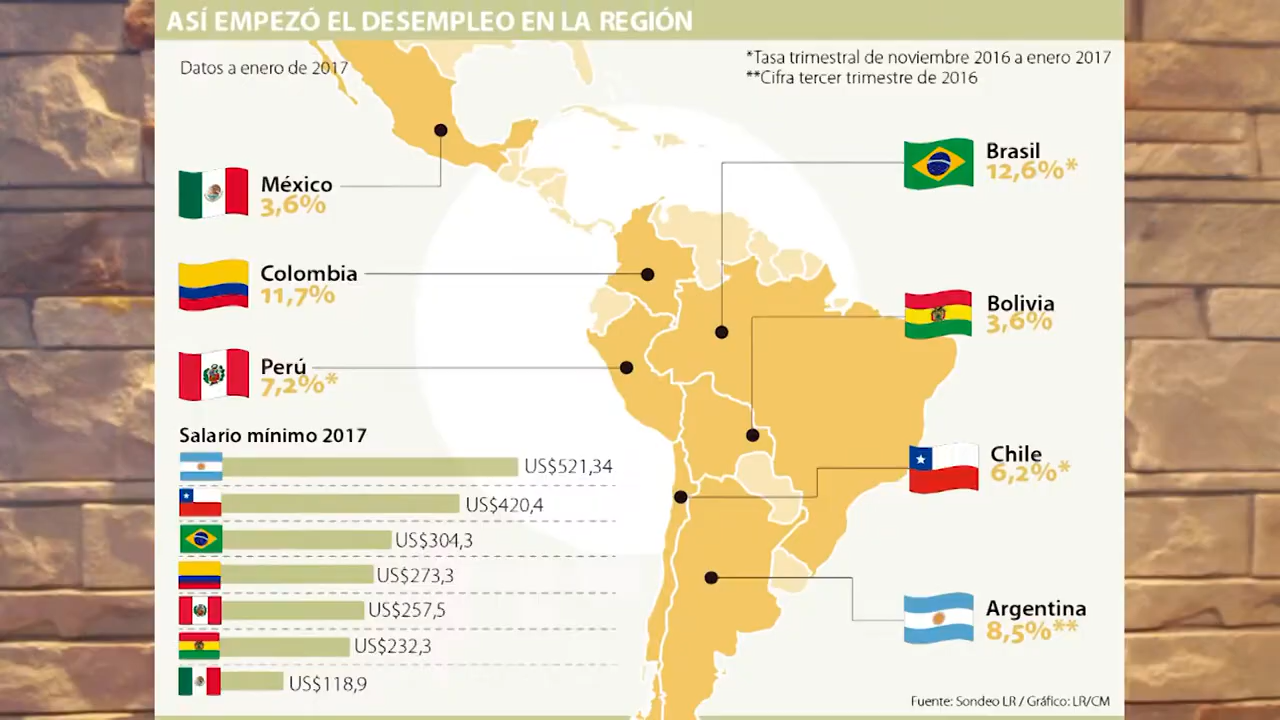 ASÍ EMPEZÓ EL DESEMPLEO EN LA REGIÓN
Datos a enero de 2017
*Tasa trimestral de noviembre 2016 a enero 2017
**Cifra tercer trimestre de 2016
México
3,6%
Colombia
11,7%
Perú
7,2%*
Brasil
12,6%*
Bolivia
3,6%
Chile
6,2%*
Argentina
8,5%**
Salario mínimo 2017
US$521,34
US$420,4
US$304,3
US$273,3
US$257,5
US$232,3
US$118,9
Fuente: Sondeo LR / Gráfico: LR/CM